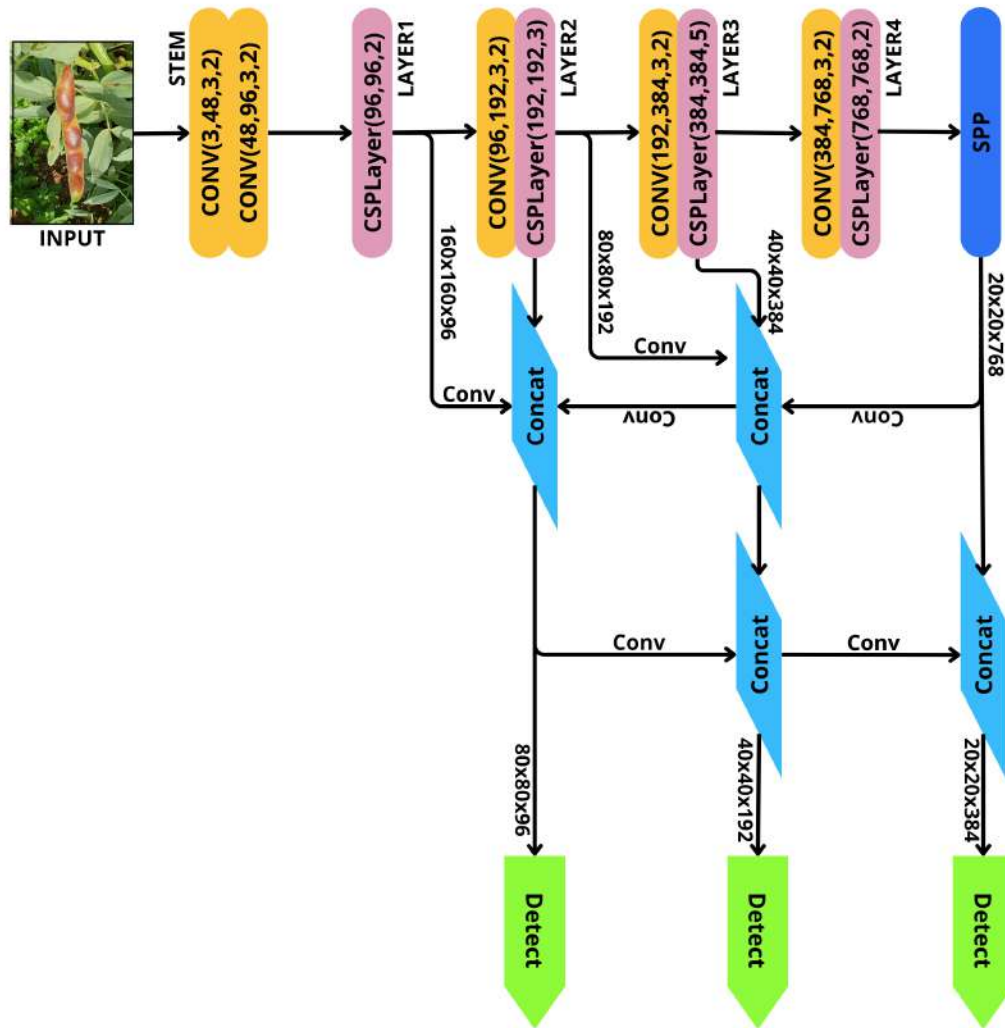 INPUT
STEM
CONV(3,48,3,2)
CONV(48,96,3,2)
CSPLayer(96,96,2)
LAYER1
CONV(96,192,3,2)
CSPLayer(192,192,3)
LAYER2
CONV(192,384,3,2)
CSPLayer(384,384,5)
LAYER3
CONV(384,768,3,2)
CSPLayer(768,768,2)
LAYER4
SPP
160x160x96
80x80x192
40x40x384
20x20x768
Conv
Conv
Conv
Conv
Concat
Concat
Conv
Conv
Concat
Concat
80x80x96
40x40x192
20x20x384
Detect
Detect
Detect